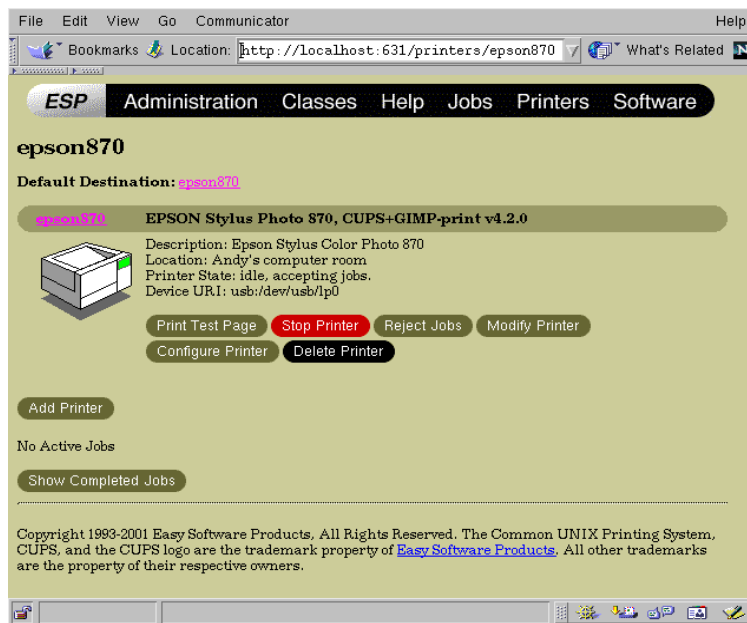 File Edit View Go Communicator Help
Bookmarks Location: http://localhost:631/printers/epson870 What's Related N
ESP Administration Classes Help Jobs Printers Software
epson870
Default Destination: epson870
epson870 EPSON Stylus Photo 870, CUPS+GIMP-print v4.2.0
Description: Epson Stylus Color Photo 870
Location: Andy's computer room
Printer State: idle, accepting jobs.
Device URI: usb:/dev/usb/lp0
Print Test Page Stop Printer Reject Jobs Modify Printer
Configure Printer Delete Printer
Add Printer
No Active Jobs
Show Completed Jobs
Copyright 1993-2001 Easy Software Products, All Rights Reserved. The Common UNIX Printing System,
CUPS, and the CUPS logo are the trademark property of Easy Software Products. All other trademarks
are the property of their respective owners.